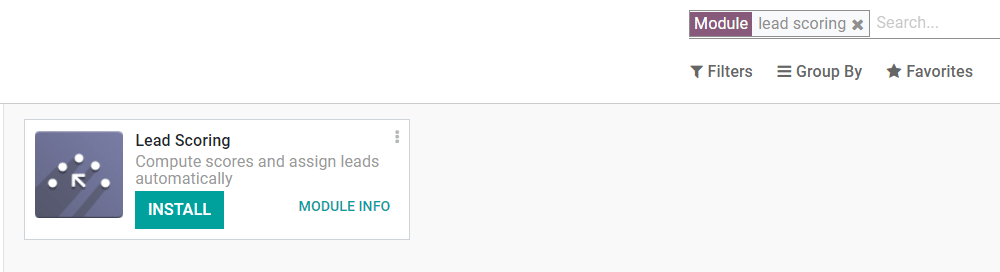 Module lead scoring Search...
Filters Group By Favorites
Lead Scoring
Compute scores and assign leads
automatically
INSTALL MODULE INFO